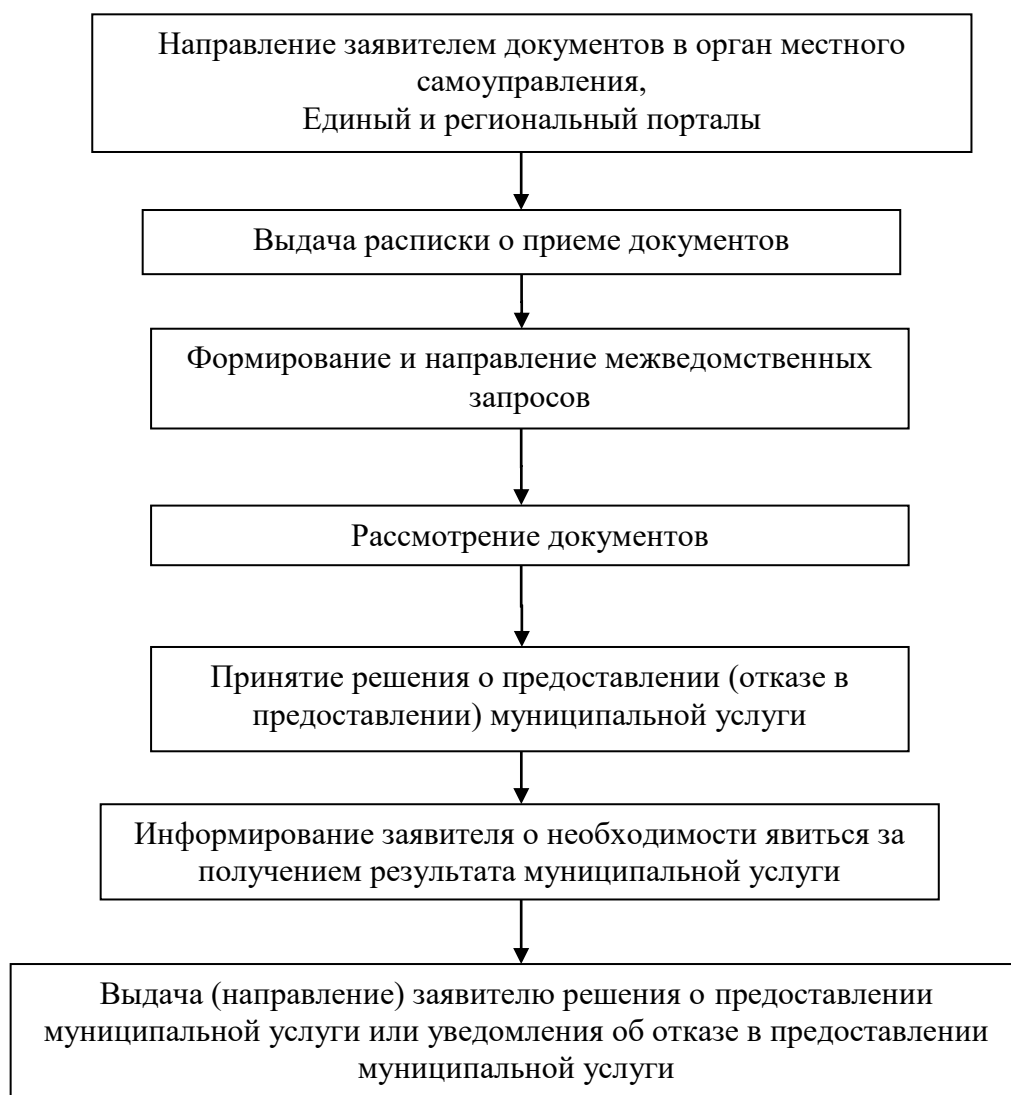 Направление заявителем документов в орган местного
самоуправления,
Единый и региональный порталы
Выдача расписки о приеме документов
Формирование и направление межведомственных
запросов
Рассмотрение документов
Принятие решения о предоставлении (отказе в
предоставлении) муниципальной услуги
Информирование заявителя о необходимости явиться за
получением результата муниципальной услуги
Выдача (направление) заявителю решения о предоставлении
муниципальной услуги или уведомления об отказе в предоставлении
муниципальной услуги